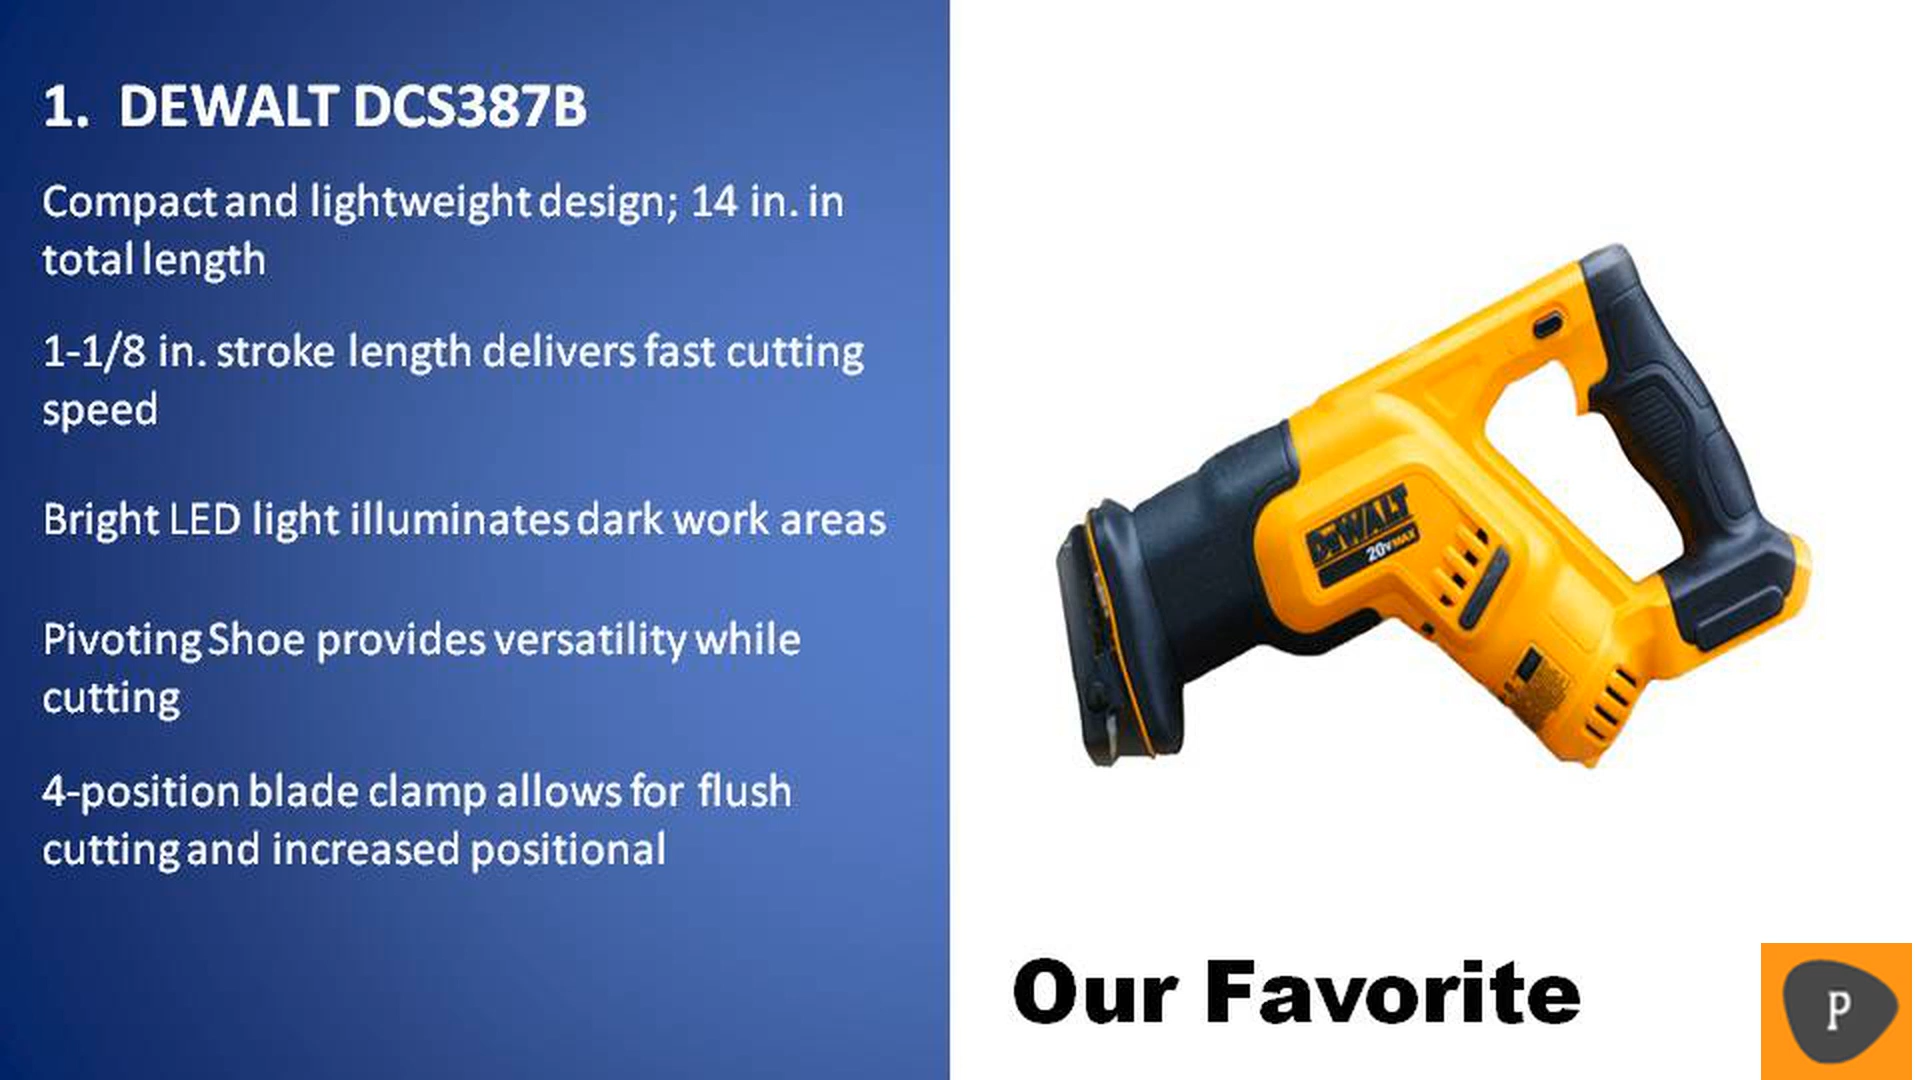 1. DEWALT DCS387B
Compact and lightweight design; 14 in. in
total length
1-1/8 in. stroke length delivers fast cutting
speed
Bright LED light illuminates dark work areas
Pivoting Shoe provides versatility while
cutting
4-position blade clamp allows for flush
cutting and increased positional
DEWALT
20V MAX
Our Favorite
P